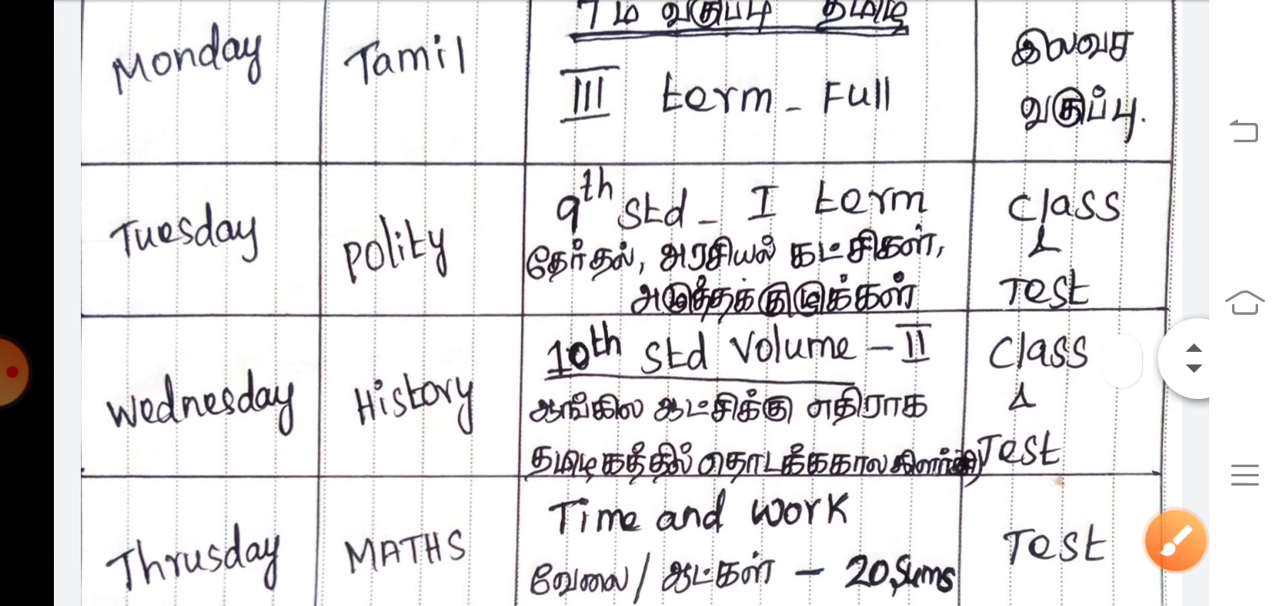 Monday
Tamil
7ம் வகுப்பு தமிழ்
III term - Full
இலவச
வகுப்பு.
Tuesday
Polity
9th Std - I term
தேர்தல், அரசியல் கட்சிகள்,
அழுத்தக்குழுக்கள்
Class
&
Test
Wednesday
History
10th Std Volume - II
ஆங்கில ஆட்சிக்கு எதிராக
தமிழகத்தில் தொடக்ககால கிளர்ச்சி
Class
&
Test
Thrusday
MATHS
Time and work
வேலை / ஆட்கள் - 20 Sums
Test